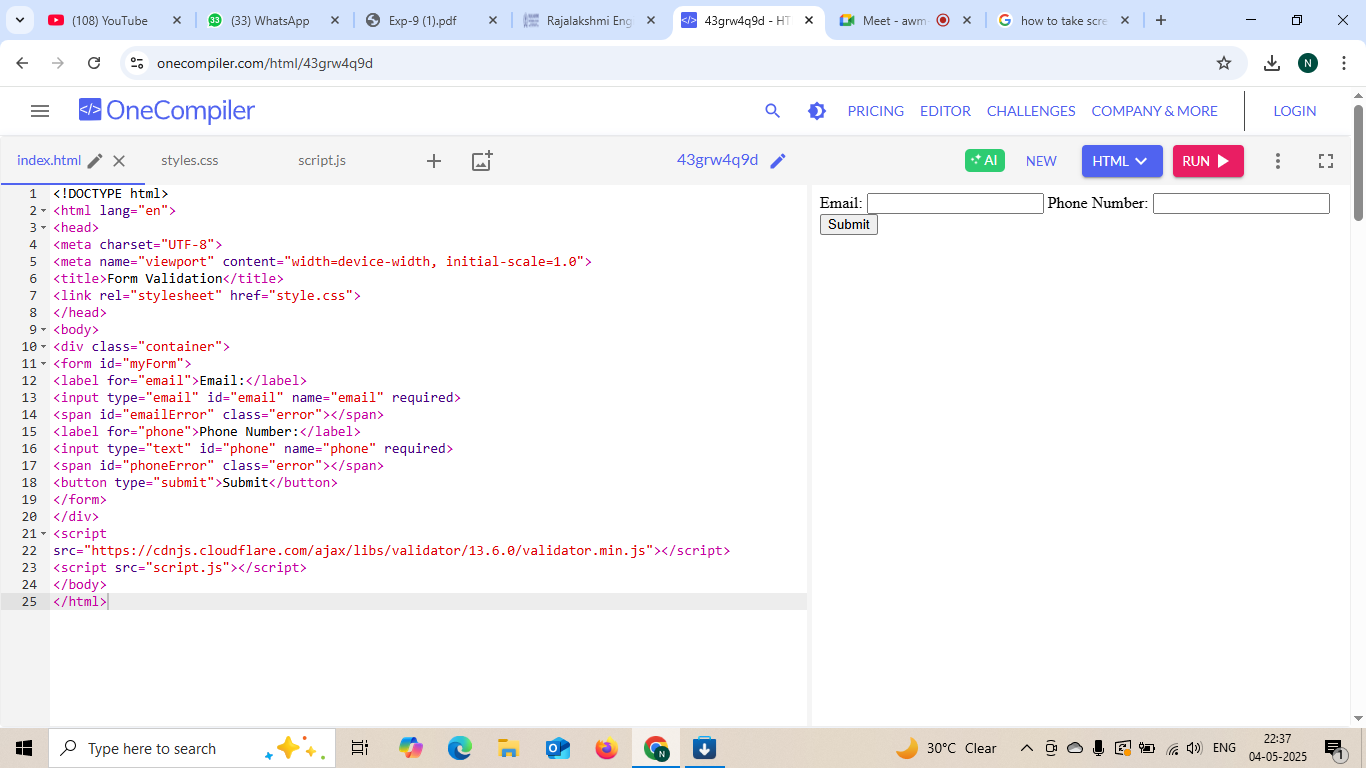 (108) YouTube
33
(33) WhatsApp
Exp-9 (1).pdf
Rajalakshmi Eng
43grw4q9d - HT
Meet - awm
how to take scre
onecompiler.com/html/43grw4q9d
N
</> OneCompiler
PRICING
EDITOR
CHALLENGES
COMPANY & MORE
LOGIN
index.html
styles.css
script.js
43grw4q9d
AI
NEW
HTML
RUN
1 <!DOCTYPE html>
2 <html lang="en">
3 <head>
4 <meta charset="UTF-8">
5 <meta name="viewport" content="width=device-width, initial-scale=1.0">
6 <title>Form Validation</title>
7 <link rel="stylesheet" href="style.css">
8 </head>
9 <body>
10 <div class="container">
11 <form id="myForm">
12 <label for="email">Email:</label>
13 <input type="email" id="email" name="email" required>
14 <span id="emailError" class="error"></span>
15 <label for="phone">Phone Number:</label>
16 <input type="text" id="phone" name="phone" required>
17 <span id="phoneError" class="error"></span>
18 <button type="submit">Submit</button>
19 </form>
20 </div>
21 <script
22 src="https://cdnjs.cloudflare.com/ajax/libs/validator/13.6.0/validator.min.js"></script>
23 <script src="script.js"></script>
24 </body>
25 </html>
Email:
Phone Number:
Submit
Type here to search
N
30°C Clear
ENG
22:37
04-05-2025
1